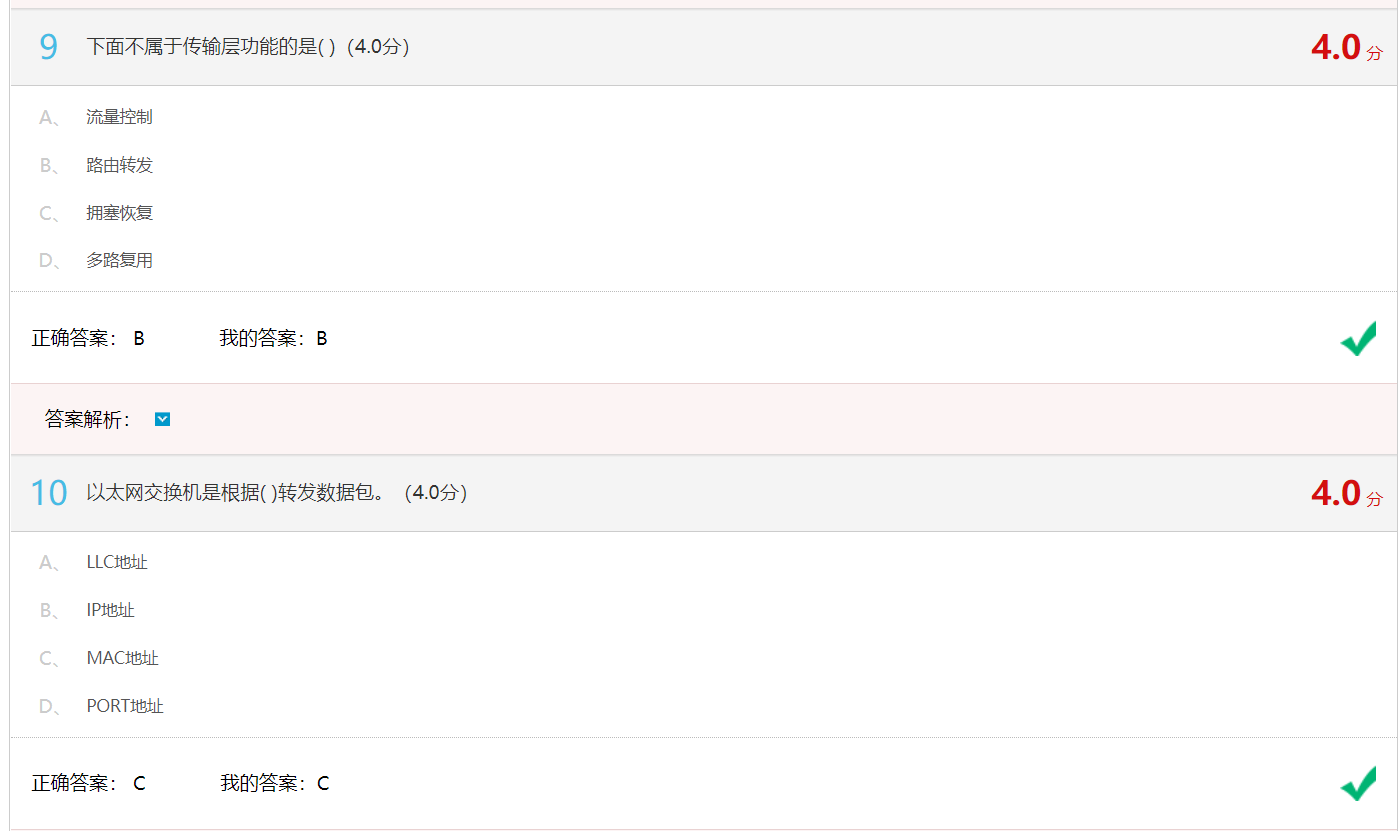 9 下面不属于传输层功能的是( )（4.0分） 4.0 分
A、 流量控制
B、 路由转发
C、 拥塞恢复
D、 多路复用
正确答案： B 我的答案：B
答案解析：
10 以太网交换机是根据( )转发数据包。（4.0分） 4.0 分
A、 LLC地址
B、 IP地址
C、 MAC地址
D、 PORT地址
正确答案： C 我的答案：C